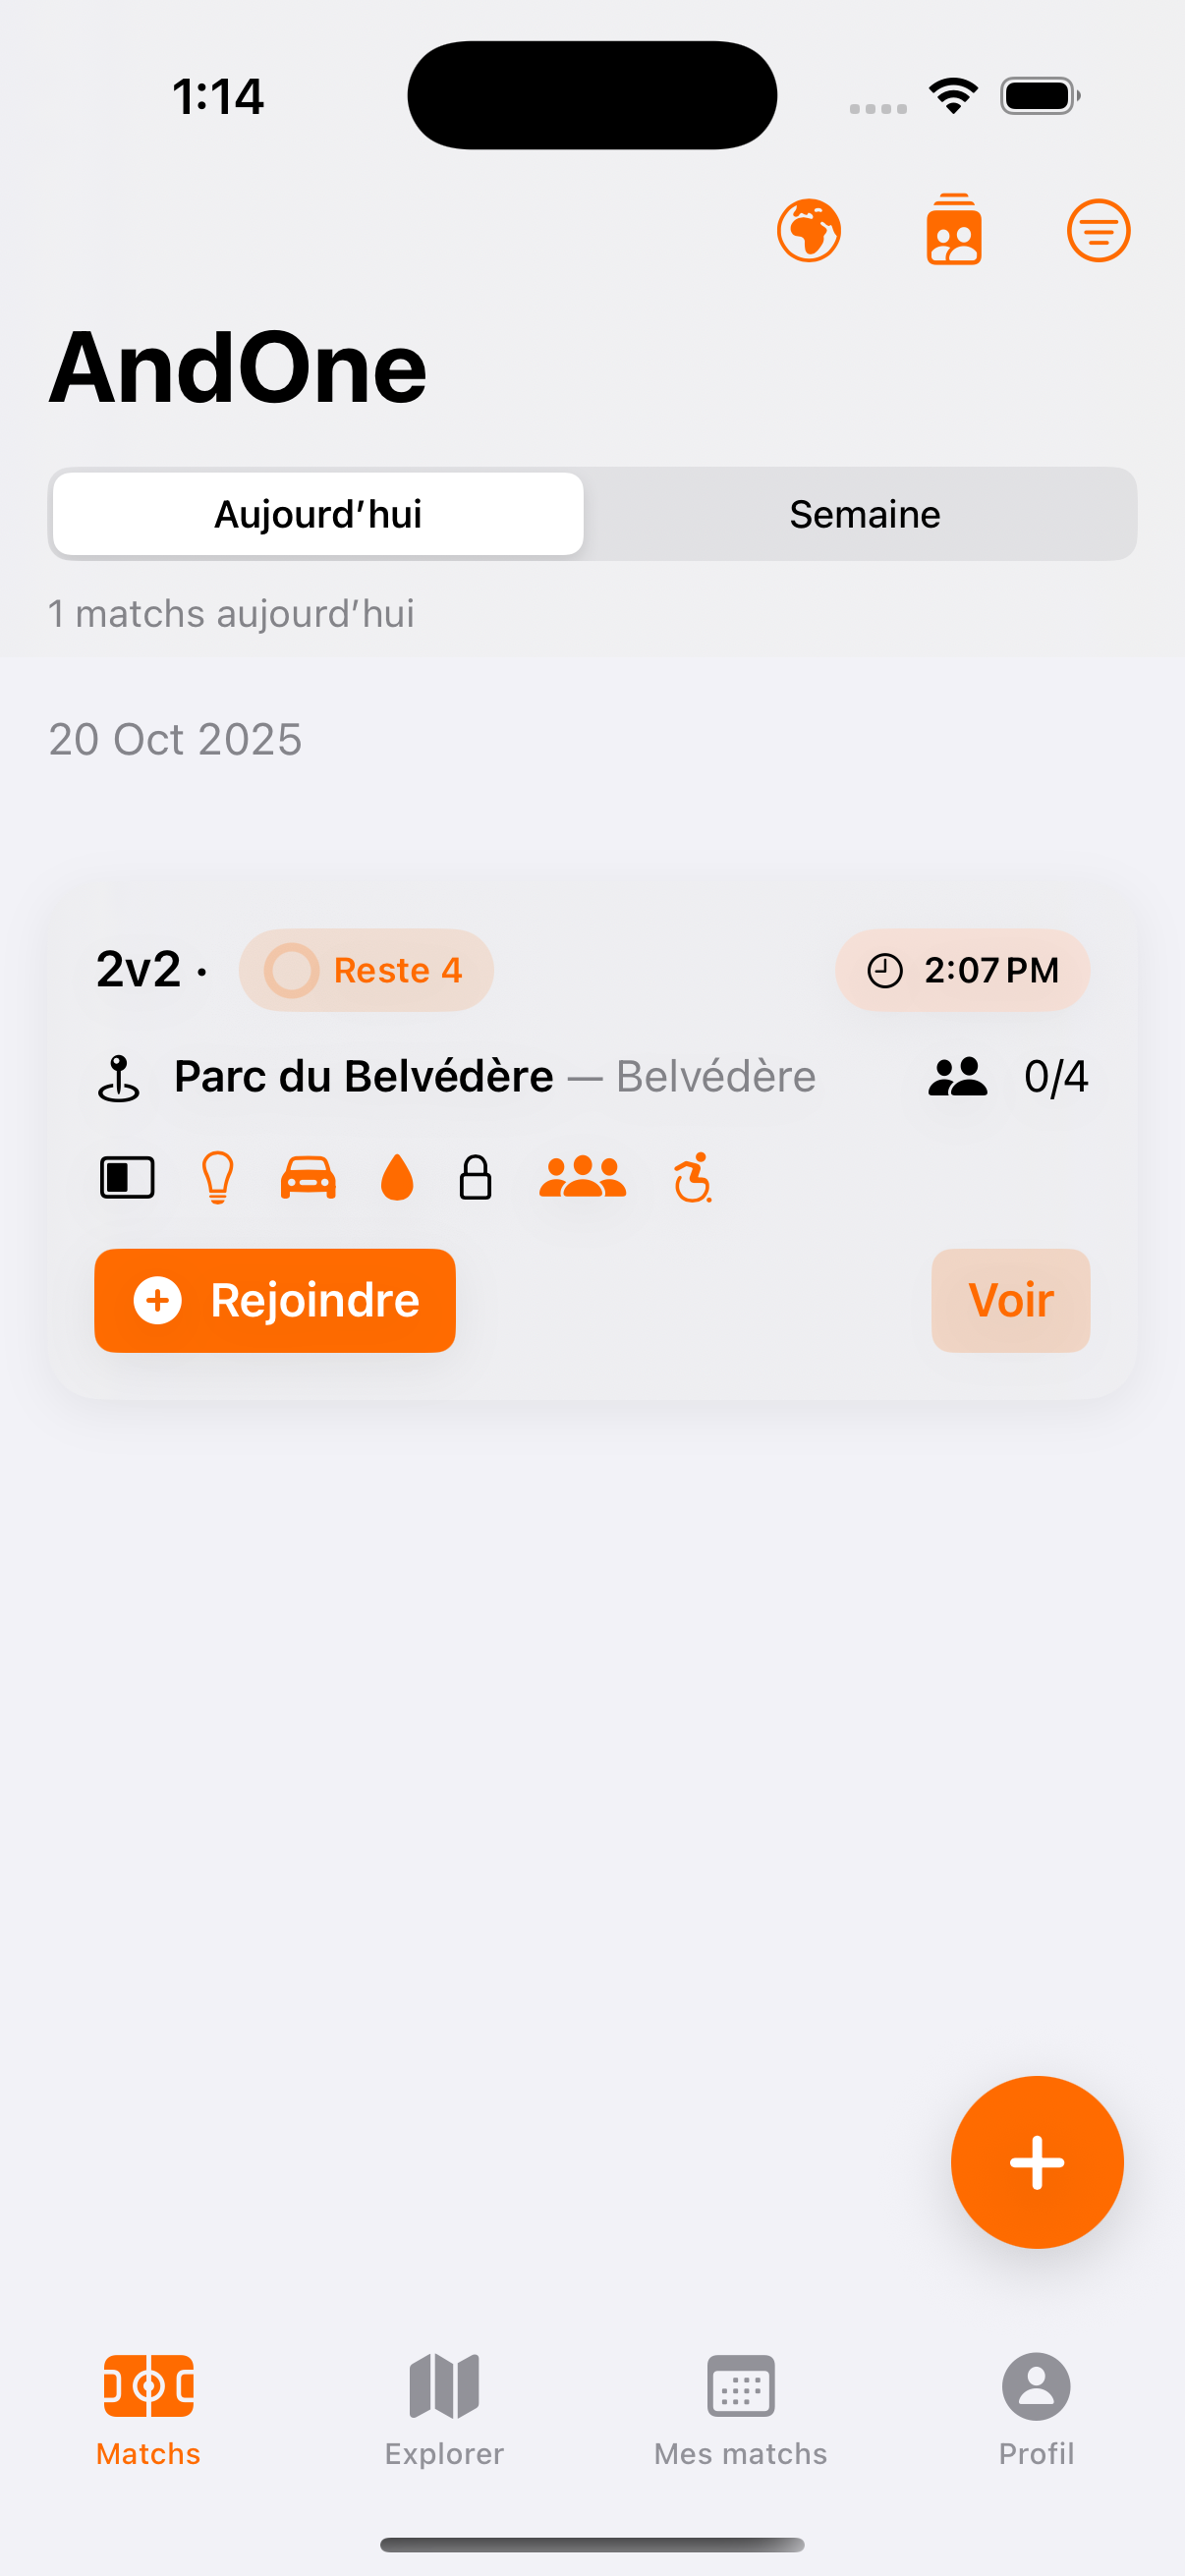 1:14
AndOne
Aujourd’hui
Semaine
1 matchs aujourd’hui
20 Oct 2025
2v2 ·
Reste 4
2:07 PM
Parc du Belvédère — Belvédère
0/4
Rejoindre
Voir
Matchs
Explorer
Mes matchs
Profil